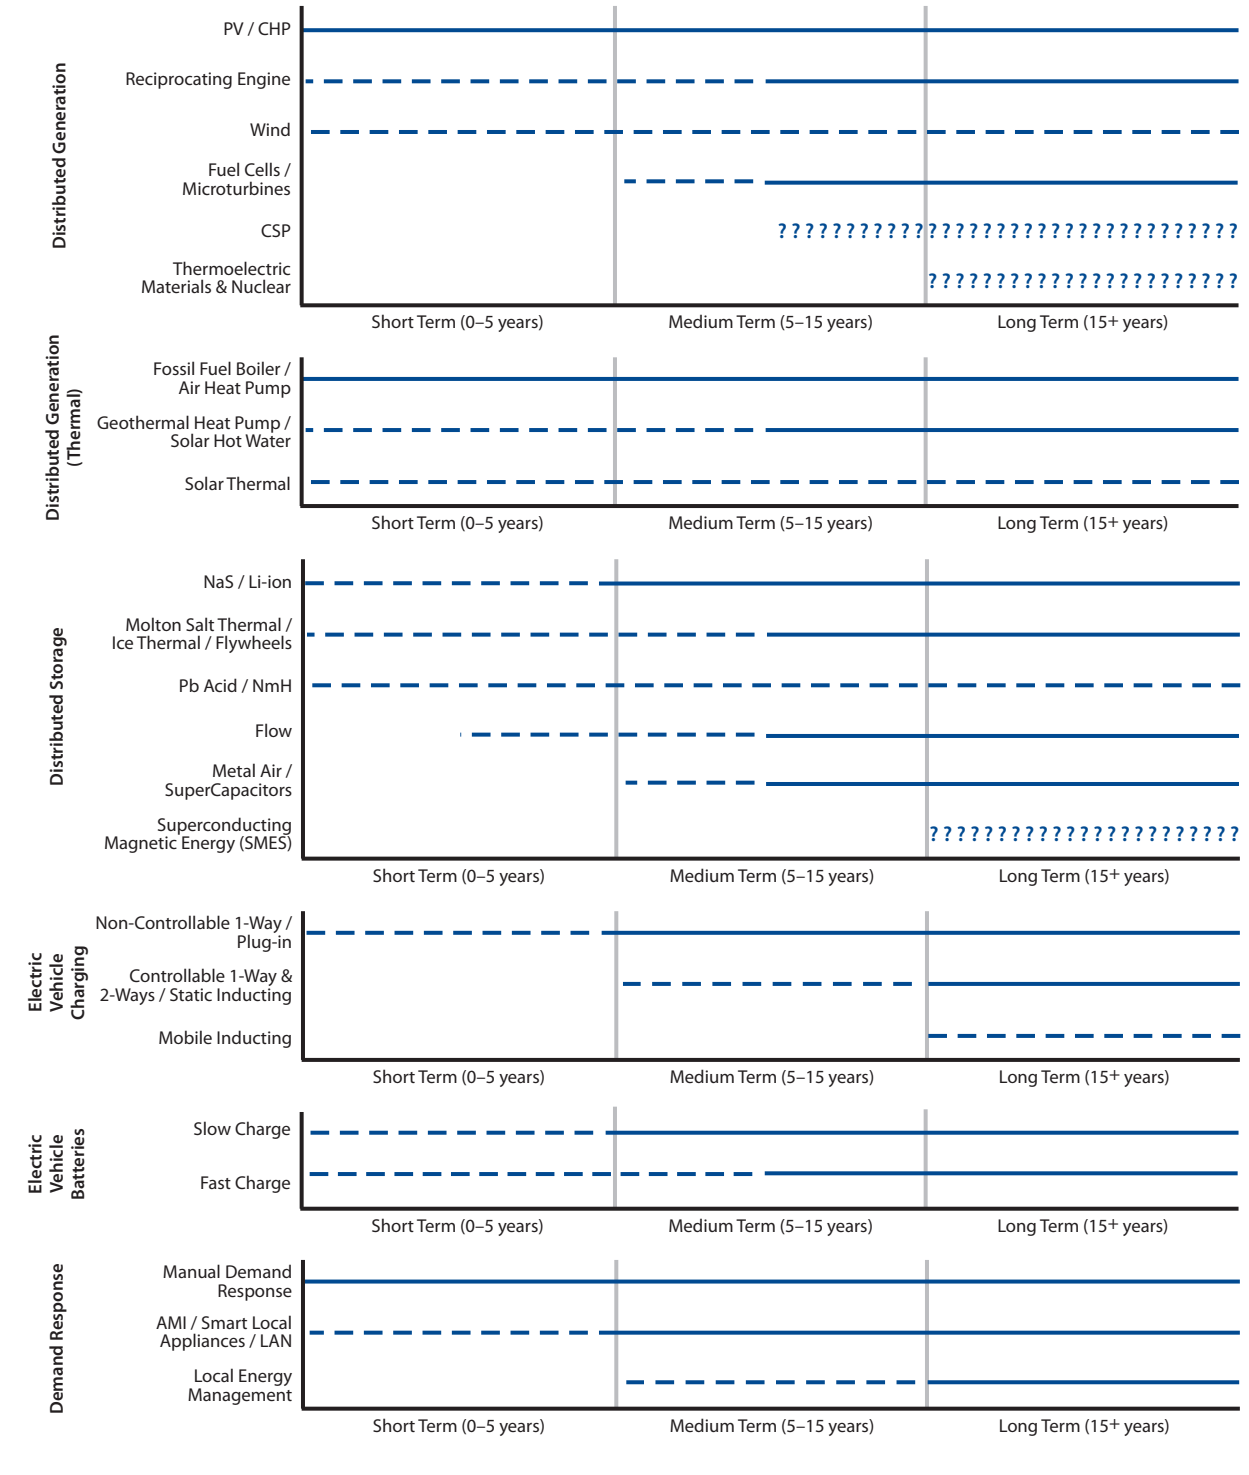 Distributed Generation
PV / CHP
Reciprocating Engine
Wind
Fuel Cells /
Microturbines
CSP
? ? ? ? ? ? ? ? ? ? ? ? ? ? ? ? ? ? ? ? ? ? ? ? ? ? ? ? ? ? ? ? ? ?
Thermoelectric
Materials & Nuclear
? ? ? ? ? ? ? ? ? ? ? ? ? ? ? ? ? ? ? ? ? ? ?
Short Term (0–5 years)
Medium Term (5–15 years)
Long Term (15+ years)
Distributed Generation
(Thermal)
Fossil Fuel Boiler /
Air Heat Pump
Geothermal Heat Pump /
Solar Hot Water
Solar Thermal
Short Term (0–5 years)
Medium Term (5–15 years)
Long Term (15+ years)
Distributed Storage
NaS / Li-ion
Molton Salt Thermal /
Ice Thermal / Flywheels
Pb Acid / NmH
Flow
Metal Air /
SuperCapacitors
Superconducting
Magnetic Energy (SMES)
? ? ? ? ? ? ? ? ? ? ? ? ? ? ? ? ? ? ? ? ? ? ?
Short Term (0–5 years)
Medium Term (5–15 years)
Long Term (15+ years)
Electric
Vehicle
Charging
Non-Controllable 1-Way /
Plug-in
Controllable 1-Way &
2-Ways / Static Inducting
Mobile Inducting
Short Term (0–5 years)
Medium Term (5–15 years)
Long Term (15+ years)
Electric
Vehicle
Batteries
Slow Charge
Fast Charge
Short Term (0–5 years)
Medium Term (5–15 years)
Long Term (15+ years)
Demand Response
Manual Demand
Response
AMI / Smart Local
Appliances / LAN
Local Energy
Management
Short Term (0–5 years)
Medium Term (5–15 years)
Long Term (15+ years)